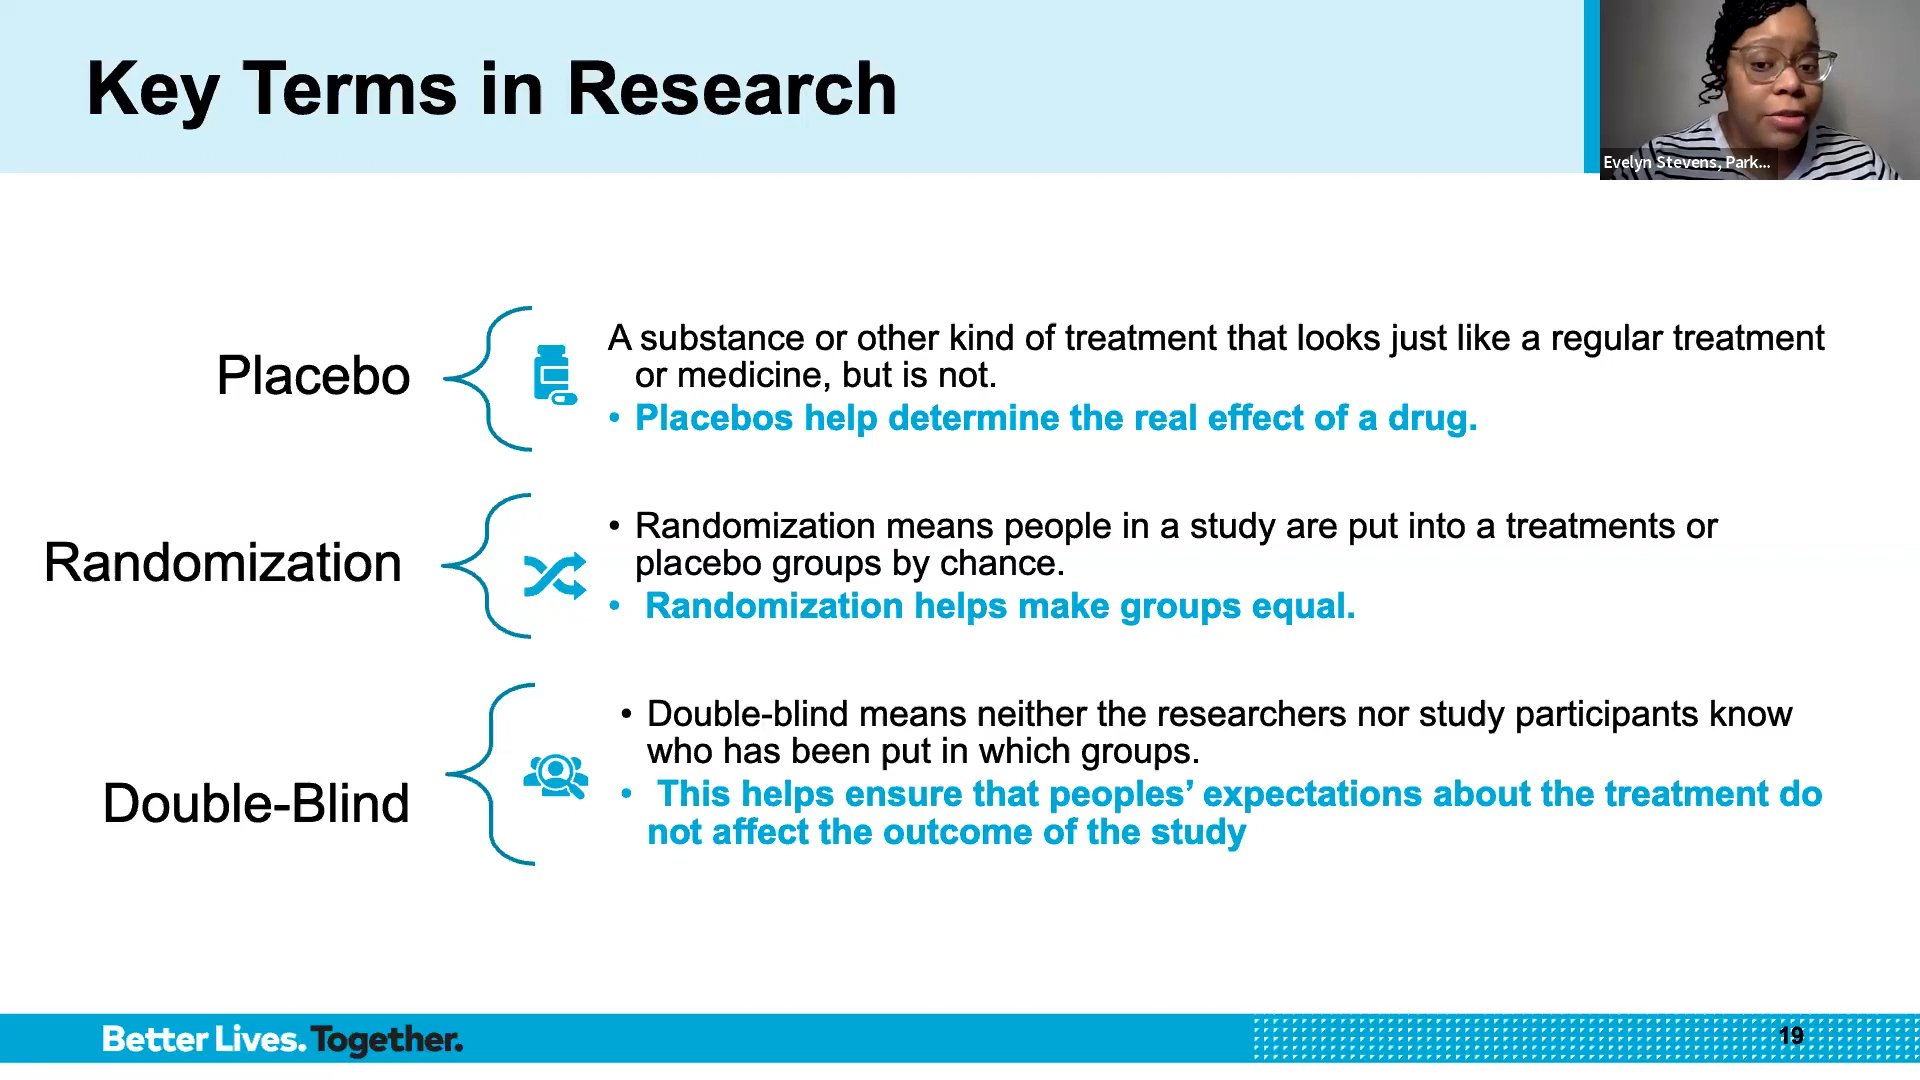 Key Terms in Research
Evelyn Stevens, Park...
Placebo
A substance or other kind of treatment that looks just like a regular treatment
or medicine, but is not.
• Placebos help determine the real effect of a drug.
Randomization
• Randomization means people in a study are put into a treatments or
placebo groups by chance.
• Randomization helps make groups equal.
Double-Blind
• Double-blind means neither the researchers nor study participants know
who has been put in which groups.
• This helps ensure that peoples’ expectations about the treatment do
not affect the outcome of the study
Better Lives. Together.
19